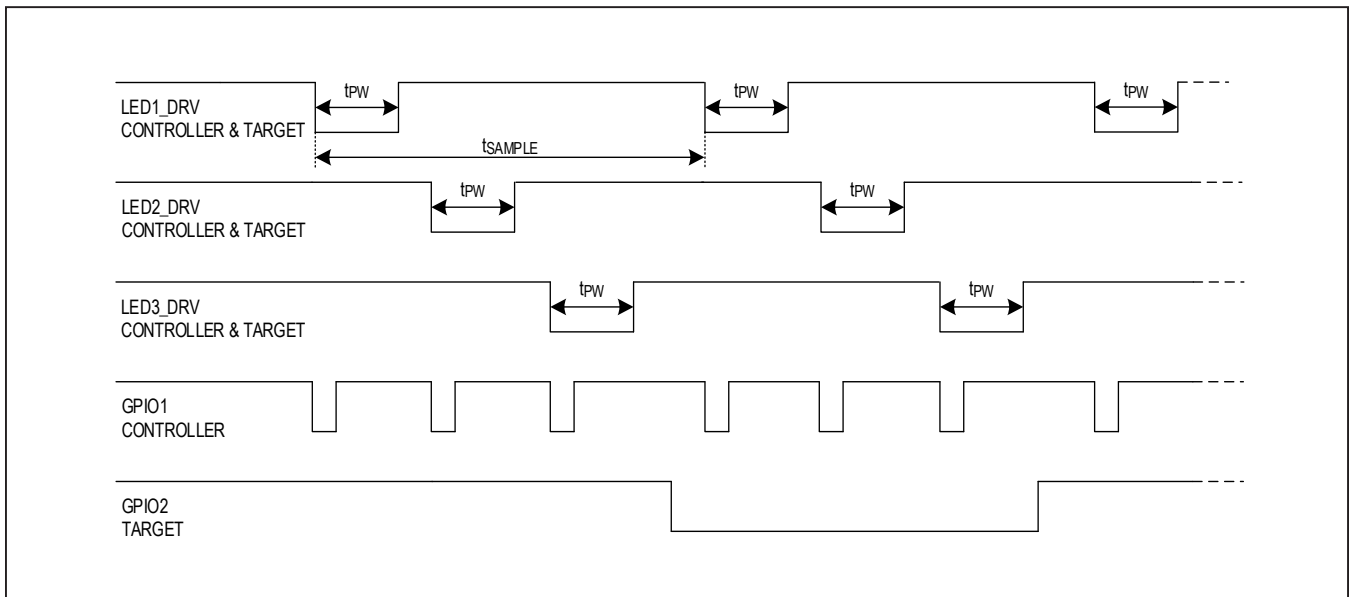 tPW tPW tPW
LED1_DRV
CONTROLLER & TARGET
tSAMPLE
tPW tPW
LED2_DRV
CONTROLLER & TARGET
tPW tPW
LED3_DRV
CONTROLLER & TARGET
GPIO1
CONTROLLER
GPIO2
TARGET